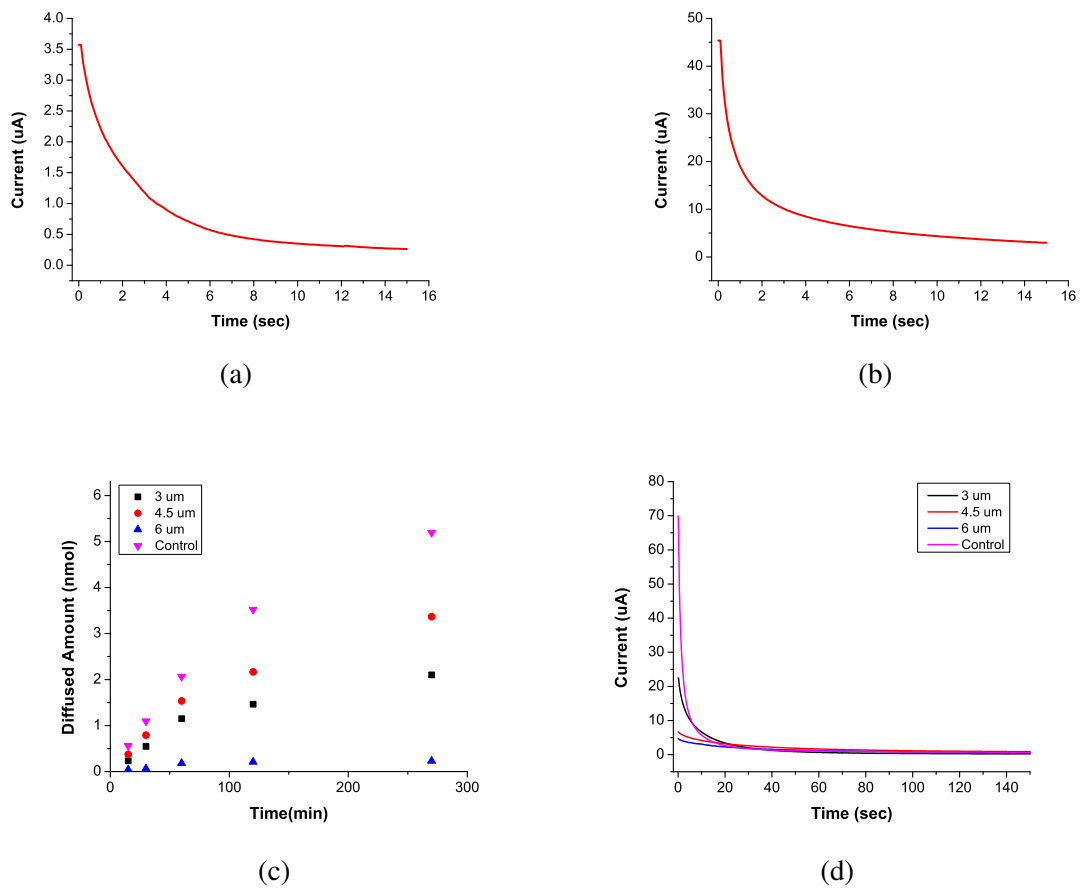 4.0
3.5
3.0
2.5
2.0
1.5
1.0
0.5
0.0
Current (uA)
0 2 4 6 8 10 12 14 16
Time (sec)
(a)
50
40
30
20
10
0
Current (uA)
0 2 4 6 8 10 12 14 16
Time (sec)
(b)
3 um
4.5 um
6 um
Control
6
5
4
3
2
1
0
Diffused Amount (nmol)
0 100 200 300
Time(min)
(c)
3 um
4.5 um
6 um
Control
80
70
60
50
40
30
20
10
0
Current (uA)
0 20 40 60 80 100 120 140
Time (sec)
(d)